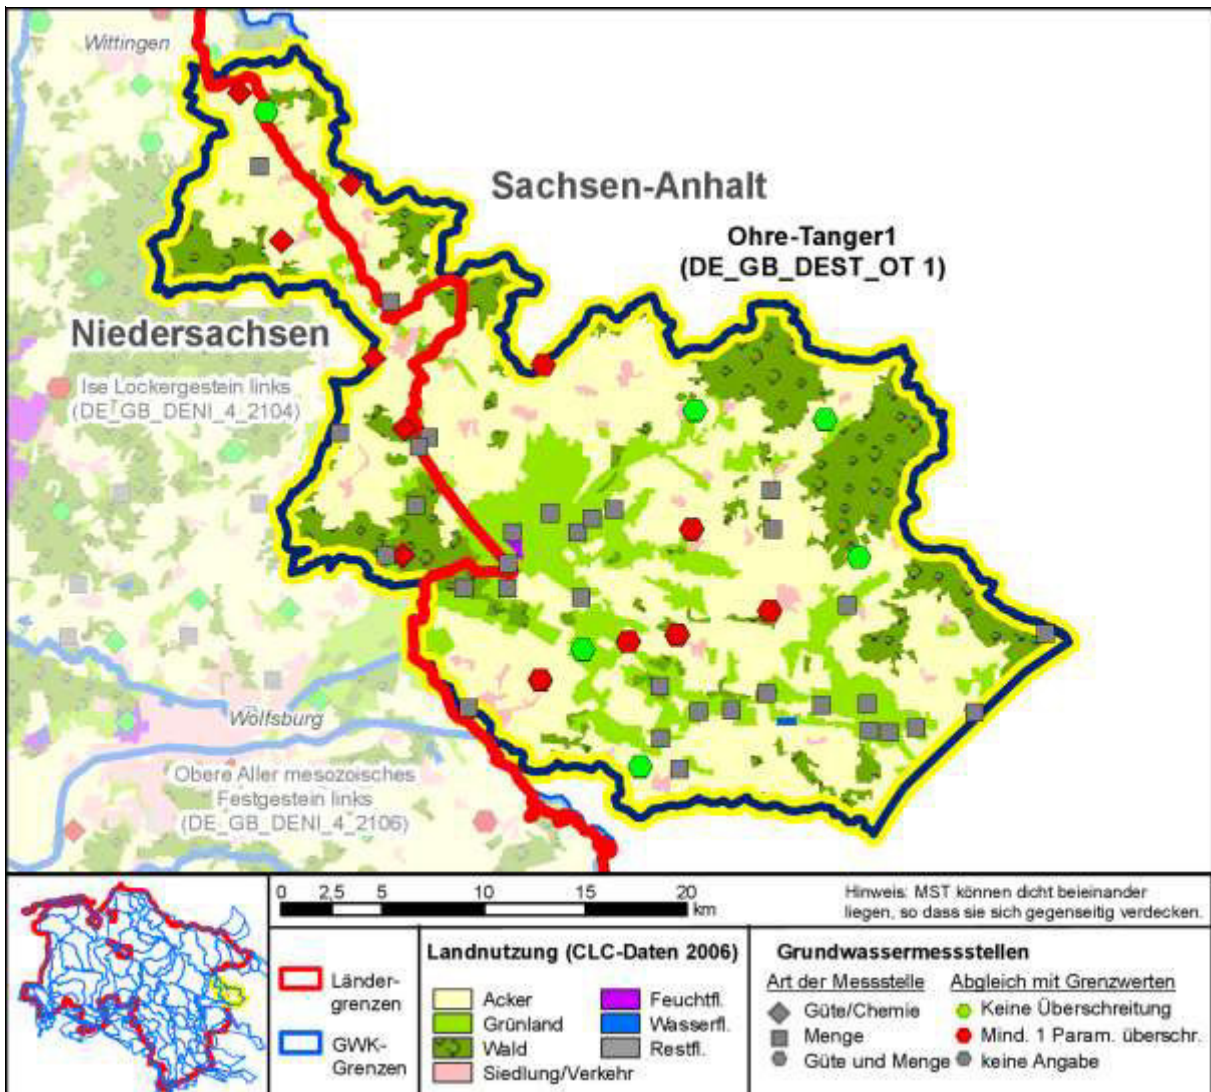 Wittingen
Sachsen-Anhalt
Ohre-Tanger1
(DE_GB_DEST_OT 1)
Niedersachsen
Ise Lockergestein links
(DE_GB_DENI_4_2104)
Wolfsburg
Obere Aller mesozoisches
Festgestein links
(DE_GB_DENI_4_2106)
0 2,5 5 10 15 20
km
Hinweis: MST können dicht beieinander
liegen, so dass sie sich gegenseitig verdecken.
Länder-
grenzen
GWK-
Grenzen
Landnutzung (CLC-Daten 2006)
Acker
Grünland
Wald
Siedlung/Verkehr
Feuchtfl.
Wasserfl.
Restfl.
Grundwassermessstellen
Art der Messstelle
Güte/Chemie
Menge
Güte und Menge
Abgleich mit Grenzwerten
Keine Überschreitung
Mind. 1 Param. überschr.
keine Angabe